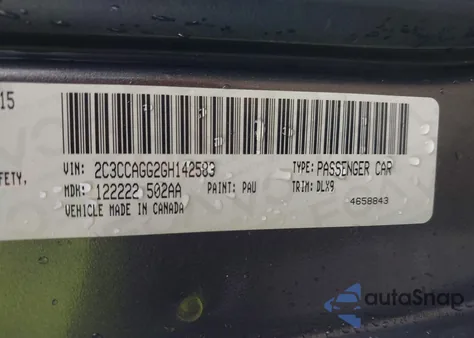 15
FETY,
VIN: 2C3CCAGG2GH142583
TYPE: PASSENGER CAR
MDH: 122222 502AA
PAINT: PAU
TRIM: DLX9
VEHICLE MADE IN CANADA
4658843
autoSnap